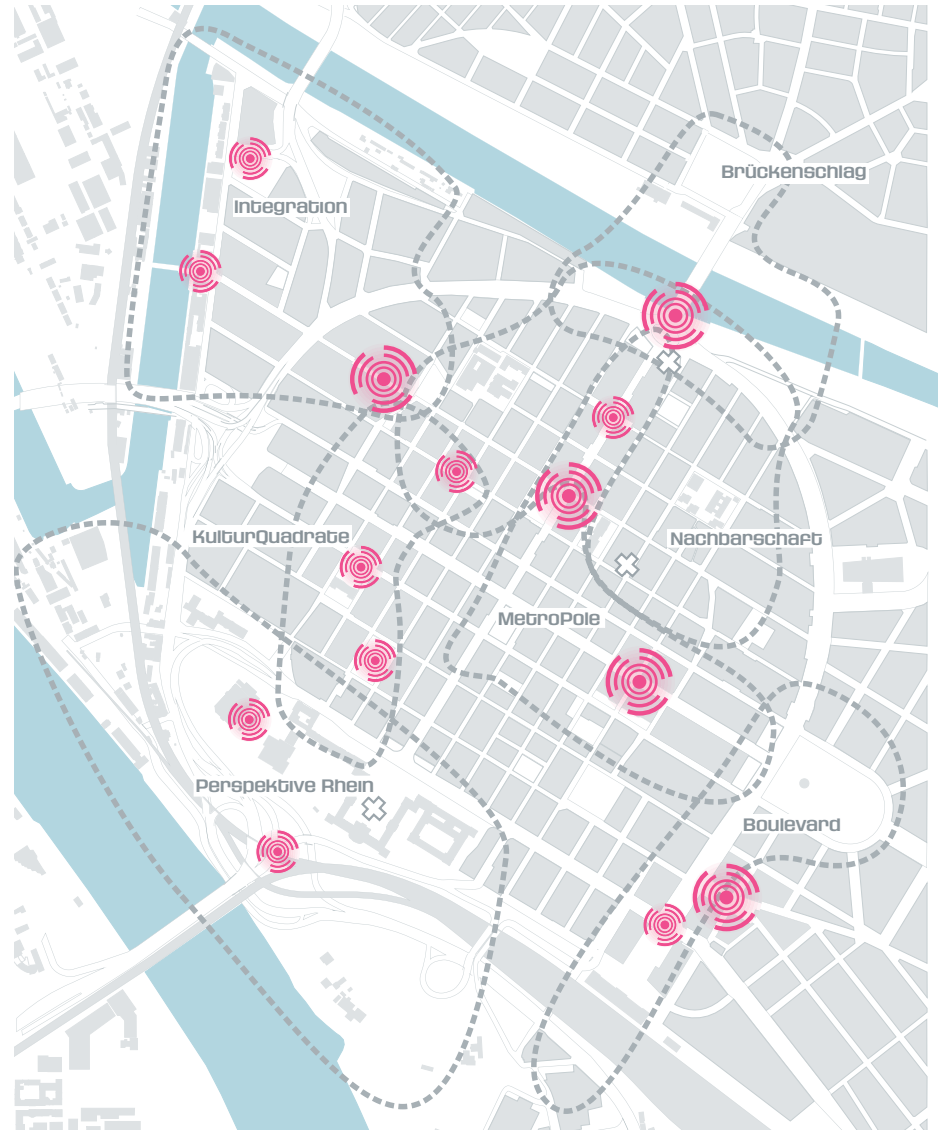 Brückenschlag
Integration
KulturQuadrate
Nachbarschaft
MetroPole
Perspektive Rhein
Boulevard